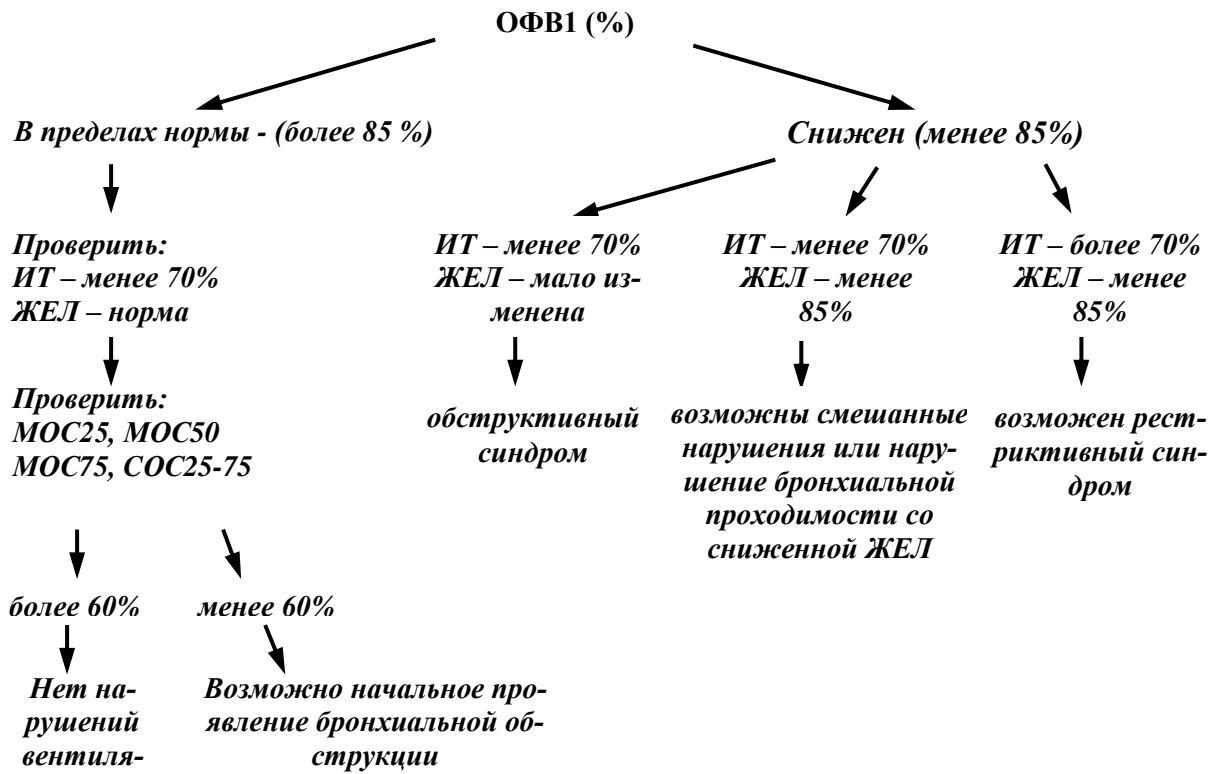 ОФВ1 (%)
В пределах нормы - (более 85 %)
Снижен (менее 85%)
Проверить:
ИТ – менее 70%
ЖЕЛ – норма
ИТ – менее 70%
ЖЕЛ – мало из-
менена
ИТ – менее 70%
ЖЕЛ – менее
85%
ИТ – более 70%
ЖЕЛ – менее
85%
Проверить:
МОС25, МОС50
МОС75, СОС25-75
обструктивный
синдром
возможны смешанные
нарушения или нару-
шение бронхиальной
проходимости со
сниженной ЖЕЛ
возможен рест-
риктивный син-
дром
более 60%
менее 60%
Нет на-
рушений
вентиля-
Возможно начальное про-
явление бронхиальной об-
струкции